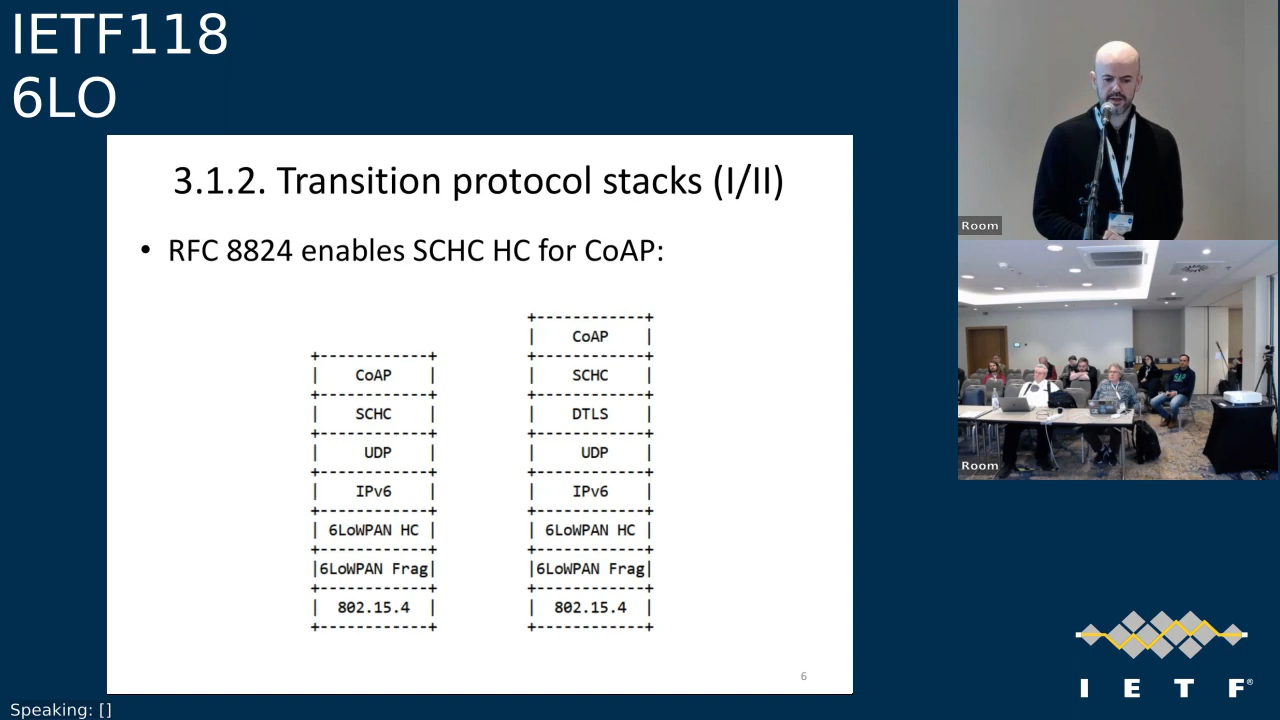 IETF118
6LO
3.1.2. Transition protocol stacks (I/II)
• RFC 8824 enables SCHC HC for CoAP:
+------------+
| CoAP |
+------------+
| SCHC |
+------------+
| UDP |
+------------+
| IPv6 |
+------------+
| 6LoWPAN HC |
+------------+
|6LoWPAN Frag|
+------------+
| 802.15.4 |
+------------+
+------------+
| CoAP |
+------------+
| SCHC |
+------------+
| DTLS |
+------------+
| UDP |
+------------+
| IPv6 |
+------------+
| 6LoWPAN HC |
+------------+
|6LoWPAN Frag|
+------------+
| 802.15.4 |
+------------+
6
Room
Room
I E T F®
Speaking: []